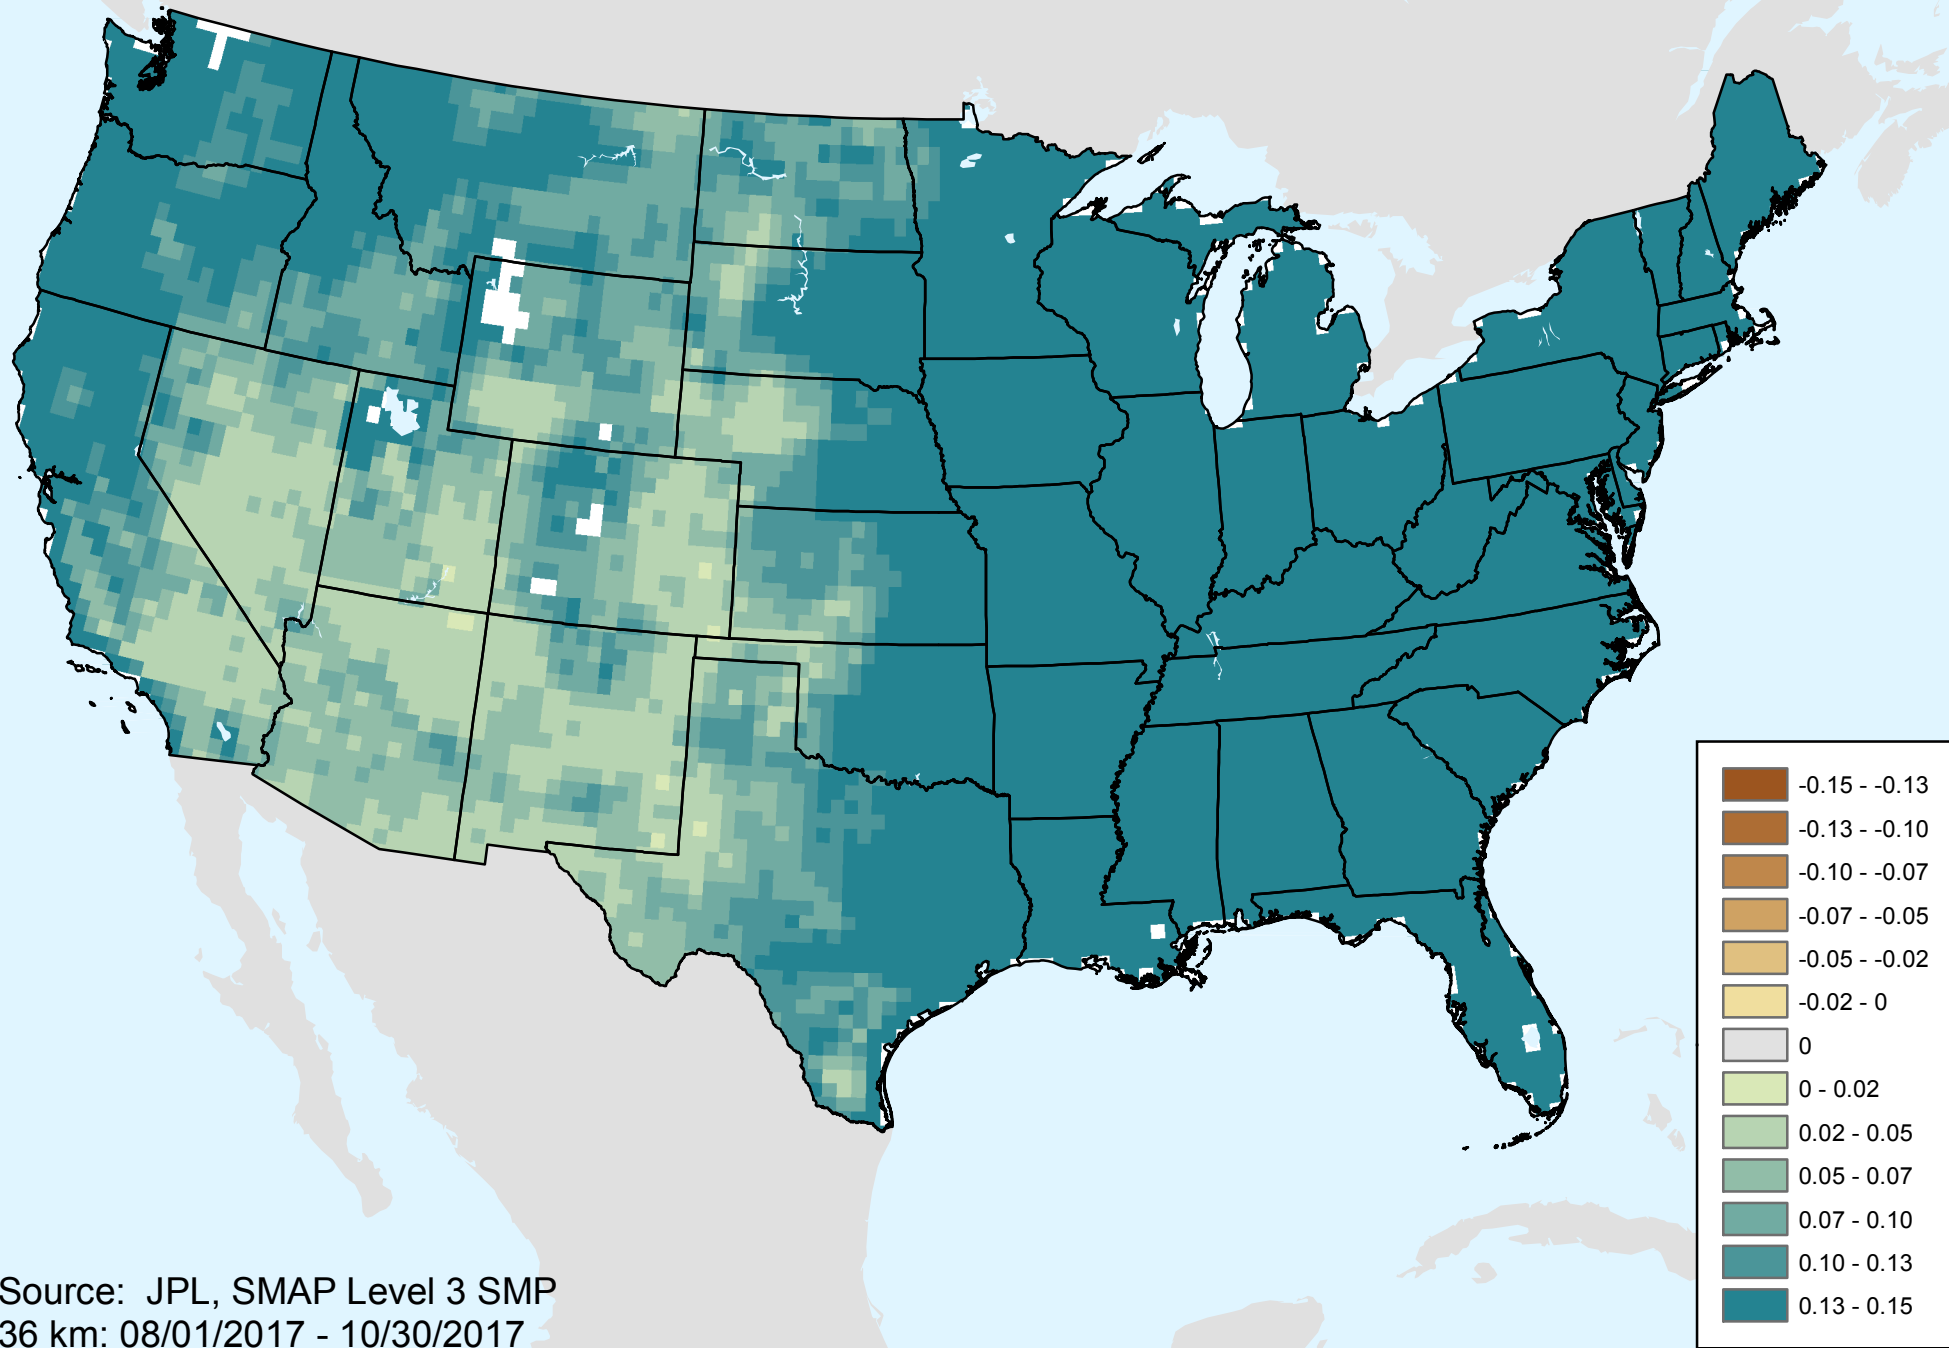 -0.15 - -0.13
-0.13 - -0.10
-0.10 - -0.07
-0.07 - -0.05
-0.05 - -0.02
-0.02 - 0
0
0 - 0.02
0.02 - 0.05
0.05 - 0.07
0.07 - 0.10
0.10 - 0.13
0.13 - 0.15
Source: JPL, SMAP Level 3 SMP
36 km: 08/01/2017 - 10/30/2017